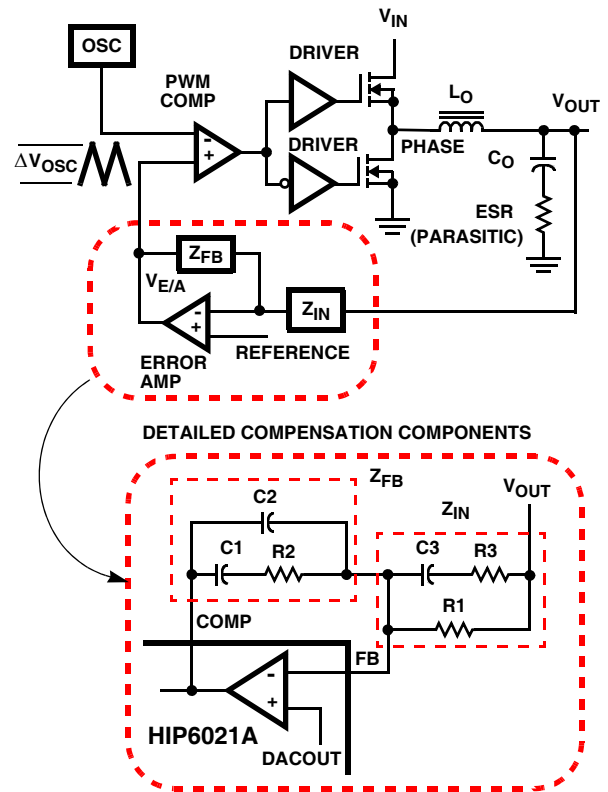 OSC
PWM
COMP
ΔVOSC
DRIVER
DRIVER
VIN
LO
VOUT
PHASE
CO
ESR
(PARASITIC)
ZFB
VE/A
ZIN
-
+
-
+
REFERENCE
ERROR
AMP
DETAILED COMPENSATION COMPONENTS
ZFB
C2
C1
R2
ZIN
VOUT
C3
R3
R1
COMP
FB
-
+
HIP6021A
DACOUT